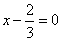 x − 2/3 = 0